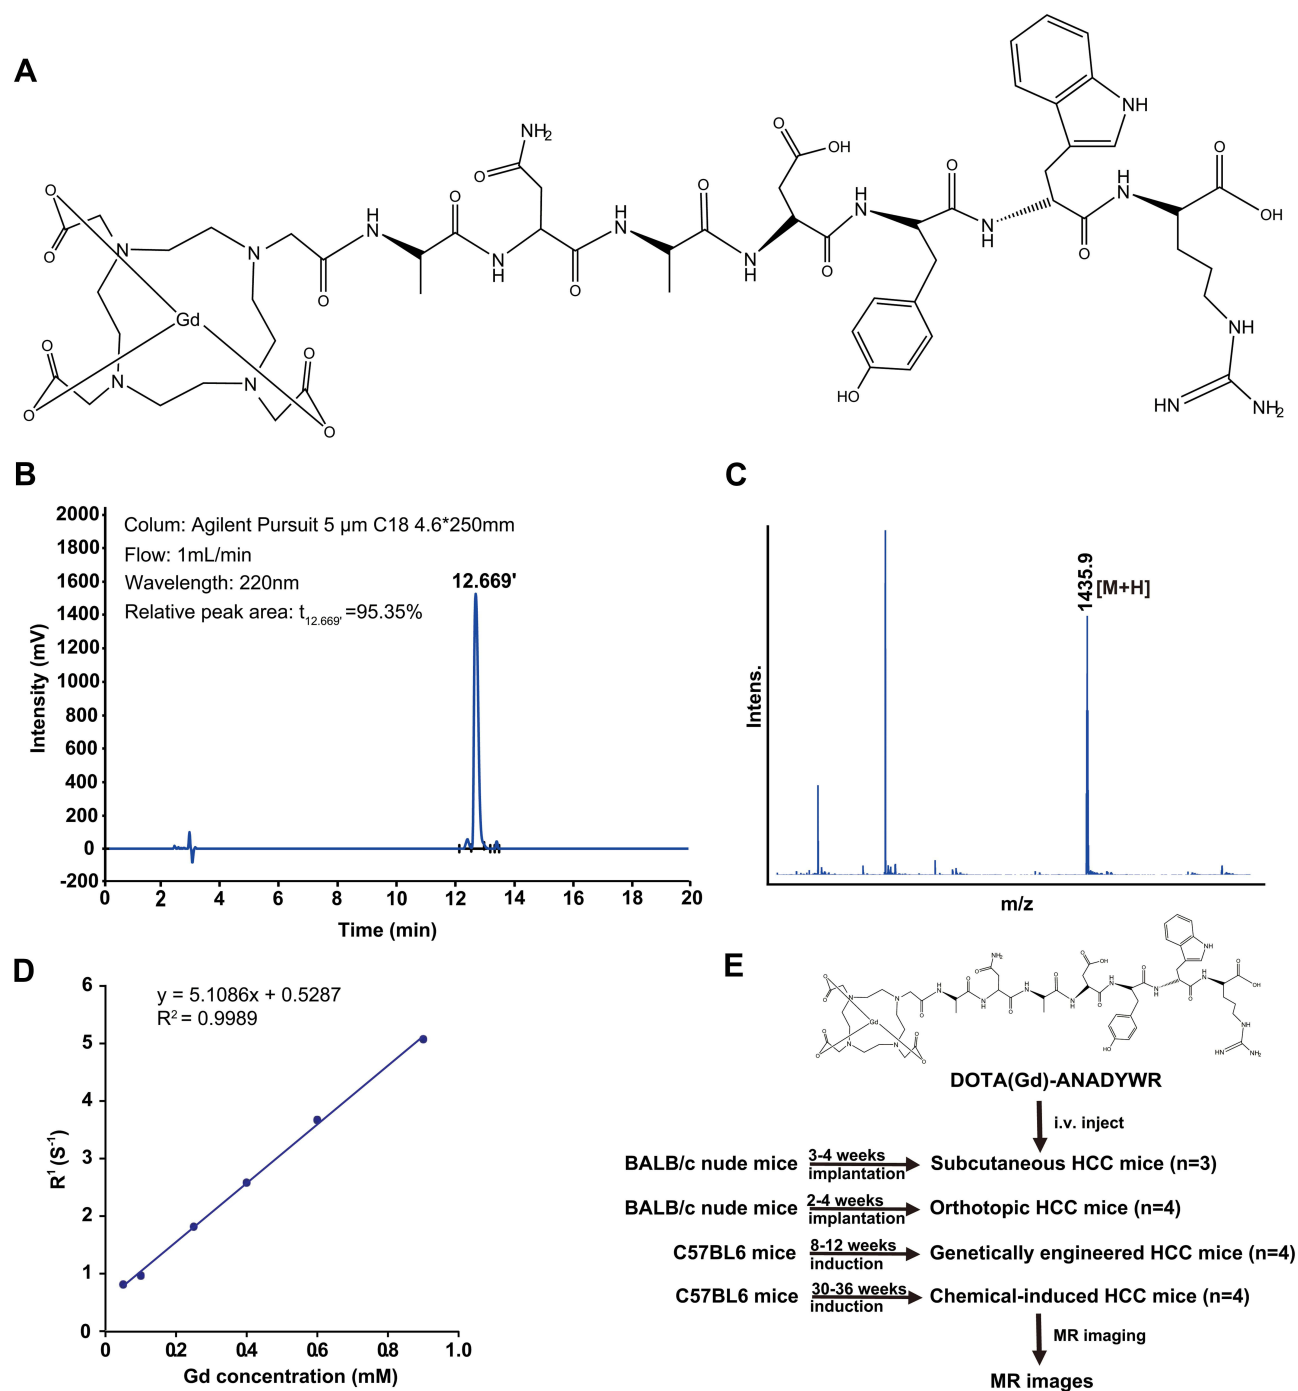 A
NH
NH2
O
O
OH
O
O
O
O
H
N
H
N
H
N
H
N
O
OH
O
N
N
O
N
H
O
N
H
O
N
H
O
O
Gd
O
O
N
N
O
O
HO
NH
HN
NH2
B
2000
1800
1600
1400
1200
1000
800
600
400
200
0
-200
Intensity (mV)
Colum: Agilent Pursuit 5 µm C18 4.6*250mm
Flow: 1mL/min
Wavelength: 220nm
Relative peak area: t12.669' =95.35%
12.669'
0 2 4 6 8 10 12 14 16 18 20
Time (min)
C
Intens.
1435.9
[M+H]
m/z
D
6
5
4
3
2
1
0
R1 (S-1)
y = 5.1086x + 0.5287
R2 = 0.9989
0 0.2 0.4 0.6 0.8 1.0
Gd concentration (mM)
E
DOTA(Gd)-ANADYWR
i.v. inject
BALB/c nude mice 3-4 weeks implantation Subcutaneous HCC mice (n=3)
BALB/c nude mice 2-4 weeks implantation Orthotopic HCC mice (n=4)
C57BL6 mice 8-12 weeks induction Genetically engineered HCC mice (n=4)
C57BL6 mice 30-36 weeks induction Chemical-induced HCC mice (n=4)
MR imaging
MR images